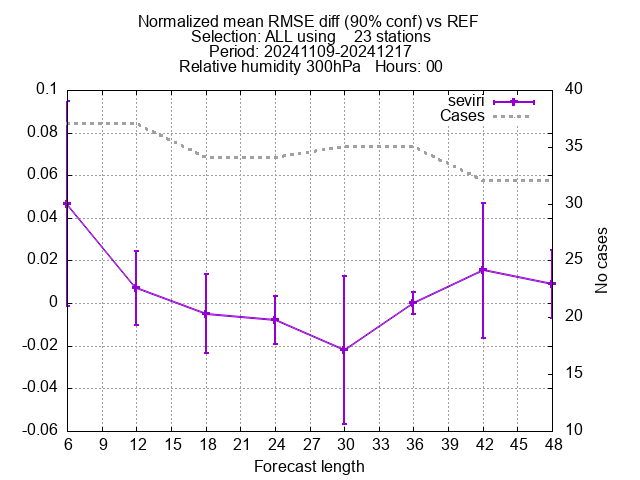 Normalized mean RMSE diff (90% conf) vs REF
Selection: ALL using    23 stations
Period: 20241109-20241217
Relative humidity 300hPa   Hours: 00
0.1
0.08
0.06
0.04
0.02
0
-0.02
-0.04
-0.06
seviri
Cases
40
35
30
25
20
15
10
No cases
6 9 12 15 18 21 24 27 30 33 36 39 42 45 48
Forecast length